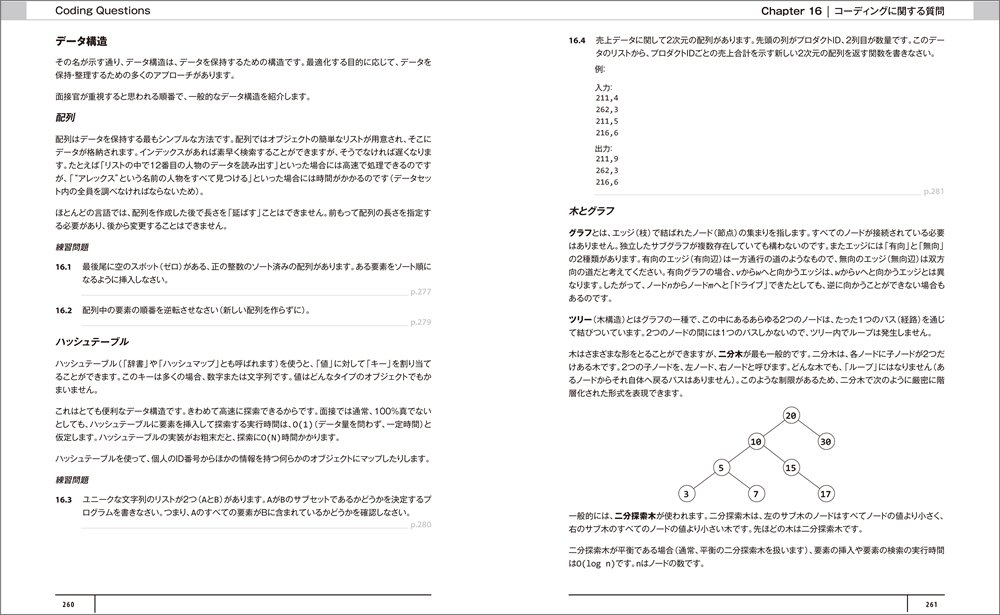 Coding Questions
データ構造
その名が示す通り、データ構造は、データを保持するための構造です。最適化する目的に応じて、データを
保持・整理するための多くのアプローチがあります。
面接官が重視すると思われる順番で、一般的なデータ構造を紹介します。
配列
配列はデータを保持する最もシンプルな方法です。配列ではオブジェクトの簡単なリストが用意され、そこに
データが格納されます。インデックスがあれば素早く検索することができますが、そうでなければ遅くなりま
す。たとえば「リストの中で12番目の人物のデータを読み出す」といった場合には高速で処理できるのです
が、「“アレックス”という名前の人物をすべて見つける」といった場合には時間がかかるのです(データセッ
ト内の全員を調べなければならないため)。
ほとんどの言語では、配列を作成した後で長さを「延ばす」ことはできません。前もって配列の長さを指定す
る必要があり、後から変更することはできません。
練習問題
16.1 最後尾に空のスポット(ゼロ)がある、正の整数のソート済みの配列があります。ある要素をソート順に
なるように挿入しなさい。
p.277
16.2 配列中の要素の順番を逆転させなさい(新しい配列を作らずに)。
p.279
ハッシュテーブル
ハッシュテーブル(「辞書」や「ハッシュマップ」とも呼ばれます)を使うと、「値」に対して「キー」を割り当て
ることができます。このキーは多くの場合、数字または文字列です。値はどんなタイプのオブジェクトでもか
まいません。
これはとても便利なデータ構造です。きわめて高速に探索できるからです。面接では通常、100%真でない
としても、ハッシュテーブルに要素を挿入して探索する実行時間は、O(1)(データ量を問わず、一定時間)と
仮定します。ハッシュテーブルの実装がお粗末だと、探索にO(N)時間かかります。
ハッシュテーブルを使って、個人のID番号からほかの情報を持つ何らかのオブジェクトにマップしたりします。
練習問題
16.3 ユニークな文字列のリストが2つ(AとB)があります。AがBのサブセットであるかどうかを決定するプ
ログラムを書きなさい。つまり、Aのすべての要素がBに含まれているかどうかを確認しなさい。
p.280
260
Chapter 16 | コーディングに関する質問
16.4 売上データに関して2次元の配列があります。先頭の列がプロダクトID、2列目が数量です。このデー
タのリストから、プロダクトIDごとの売上合計を示す新しい2次元の配列を返す関数を書きなさい。
例:
入力:
211,4
262,3
211,5
216,6
出力:
211,9
262,3
216,6
p.281
木とグラフ
グラフとは、エッジ(枝)で結ばれたノード(節点)の集まりを指します。すべてのノードが接続されている必要
はありません。独立したサブグラフが複数存在していても構わないのです。またエッジには「有向」と「無向」
の2種類があります。有向のエッジ(有向辺)は一方通行の道のようなもので、無向のエッジ(無向辺)は双方
向の道だと考えてください。有向グラフの場合、vからwへと向かうエッジは、wからvへと向かうエッジとは異
なります。したがって、ノードnからノードmへと「ドライブ」できたとしても、逆に向かうことができない場合も
あるのです。
ツリー(木構造)とはグラフの一種で、この中にあるあらゆる2つのノードは、たった1つのパス(経路)を通じ
て結びついています。2つのノードの間には1つのパスしかないので、ツリー内でループは発生しません。
木はさまざまな形をとることができますが、二分木が最も一般的です。二分木は、各ノードに子ノードが2つだ
けある木です。2つの子ノードを、左ノード、右ノードと呼びます。どんな木でも、「ループ」にはなりません(あ
るノードからそれ自体へ戻るパスはありません)。このような制限があるため、二分木で次のように厳密に階
層化された形式を表現できます。
20
10 30
5 15
3 7 17
一般的には、二分探索木が使われます。二分探索木は、左のサブ木のノードはすべてノードの値より小さく、
右のサブ木のすべてのノードの値より小さい木です。先ほどの木は二分探索木です。
二分探索木が平衡である場合(通常、平衡の二分探索木を扱います)、要素の挿入や要素の検索の実行時間
はO(log n)です。nはノードの数です。
261